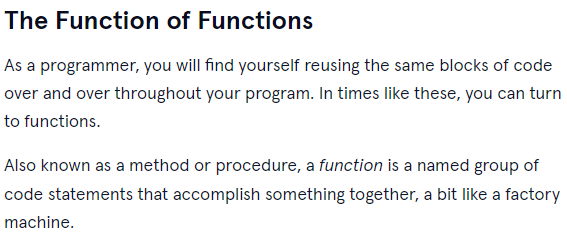 The Function of Functions
As a programmer, you will find yourself reusing the same blocks of code
over and over throughout your program. In times like these, you can turn
to functions.
Also known as a method or procedure, a function is a named group of
code statements that accomplish something together, a bit like a factory
machine.